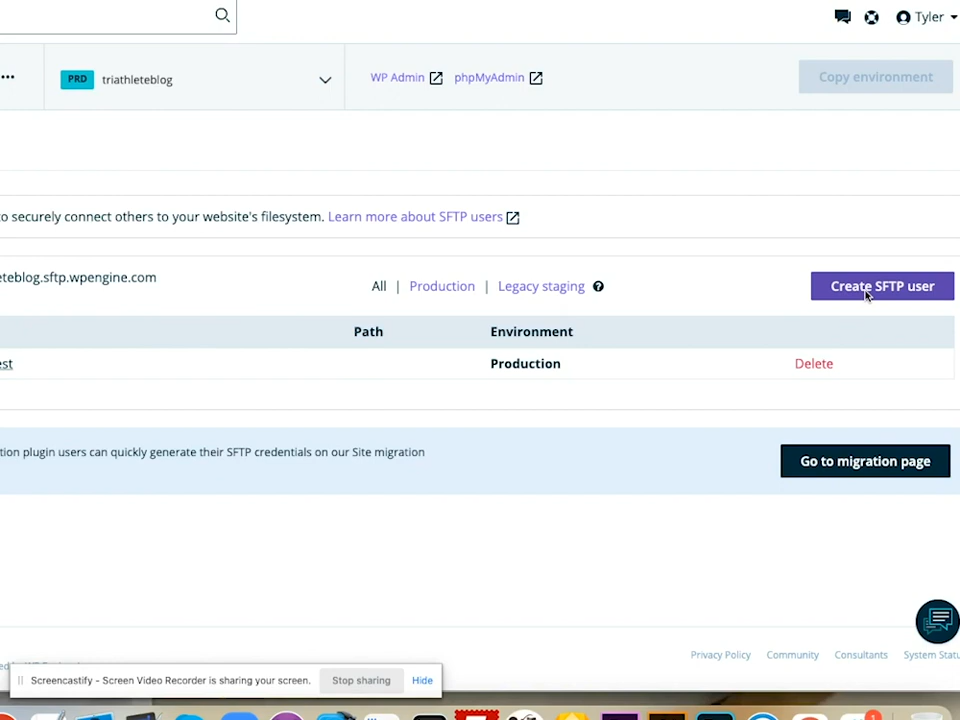 Tyler
PRD triathleteblog
WP Admin phpMyAdmin
Copy environment
to securely connect others to your website's filesystem. Learn more about SFTP users
eteblog.sftp.wpengine.com
All | Production | Legacy staging ?
Create SFTP user
Path Environment
est Production Delete
tion plugin users can quickly generate their SFTP credentials on our Site migration
Go to migration page
Privacy Policy Community Consultants System Statu
Screencastify - Screen Video Recorder is sharing your screen. Stop sharing Hide
1